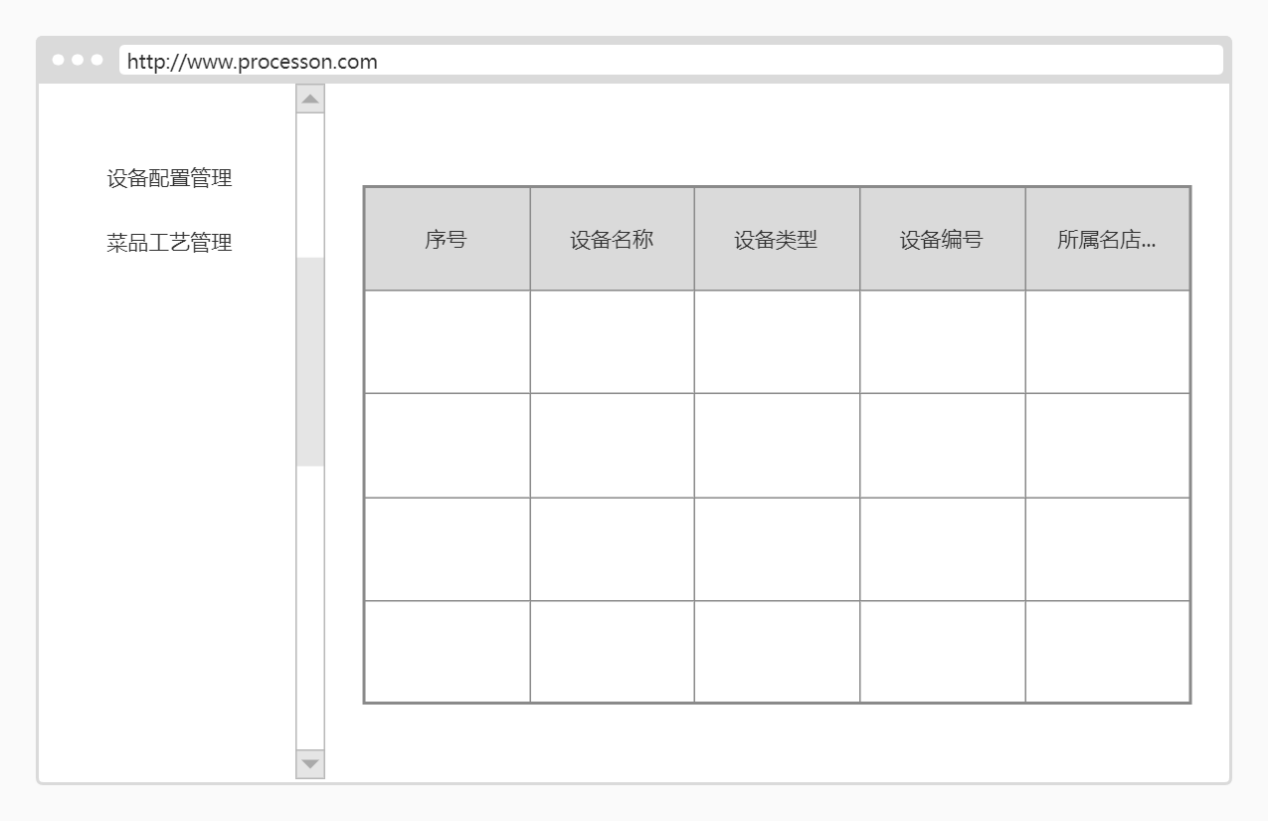 http://www.processon.com
设备配置管理
菜品工艺管理
序号 设备名称 设备类型 设备编号 所属名店...